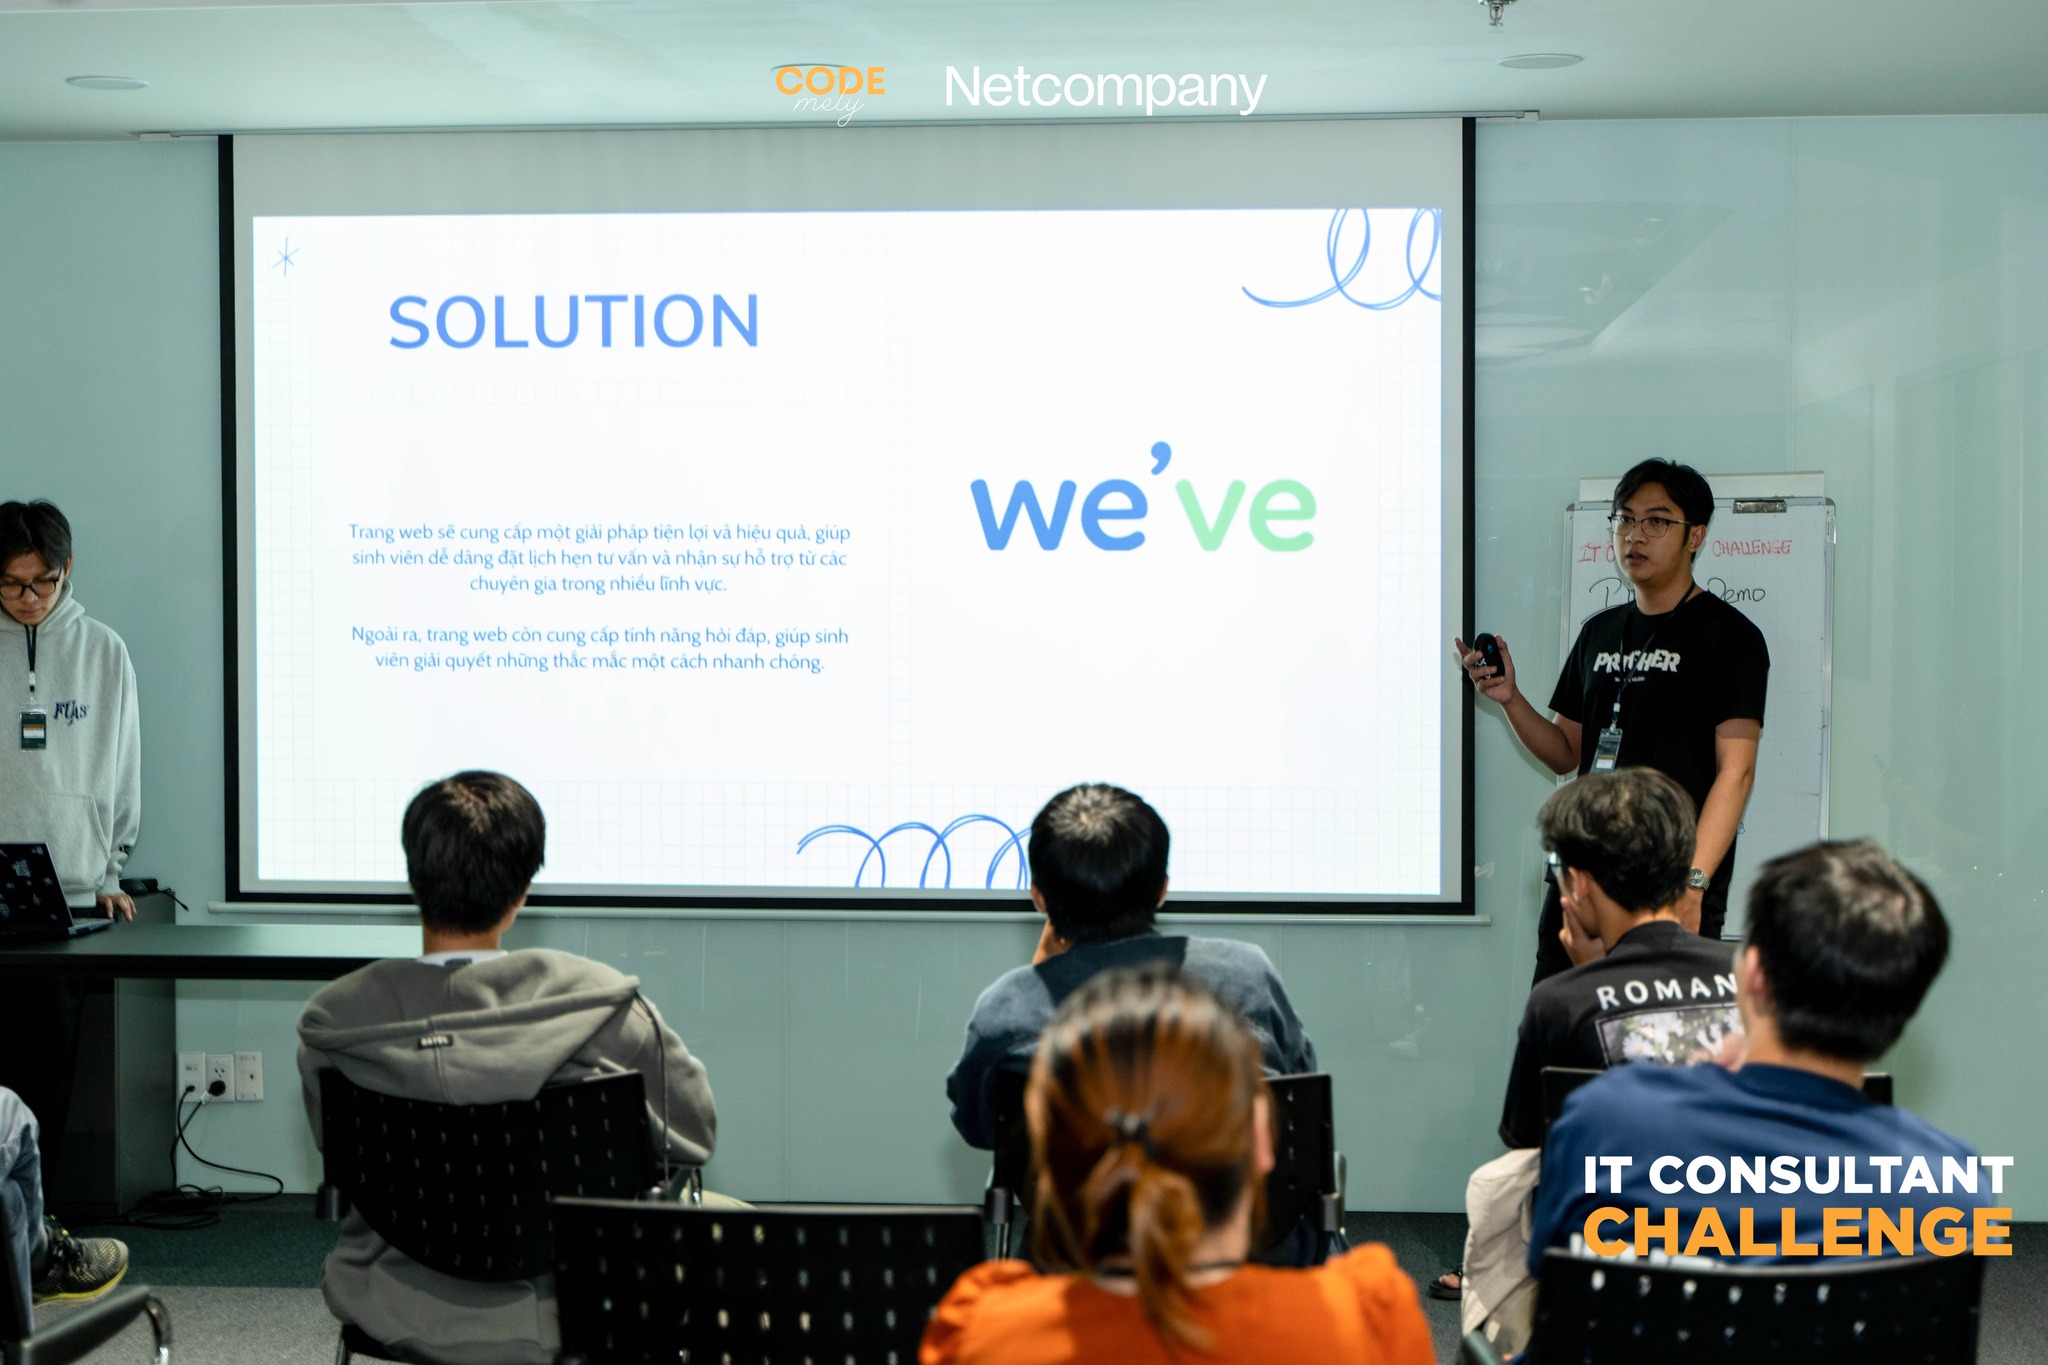 CODE
mely
Netcompany
SOLUTION
Trang web sẽ cung cấp một giải pháp tiện lợi và hiệu quả, giúp
sinh viên dễ dàng đặt lịch hẹn tư vấn và nhận sự hỗ trợ từ các
chuyên gia trong nhiều lĩnh vực.
Ngoài ra, trang web còn cung cấp tính năng hỏi đáp, giúp sinh
viên giải quyết những thắc mắc một cách nhanh chóng.
we've
IT
CHALLENGE
Demo
ROMAN
IT CONSULTANT
CHALLENGE